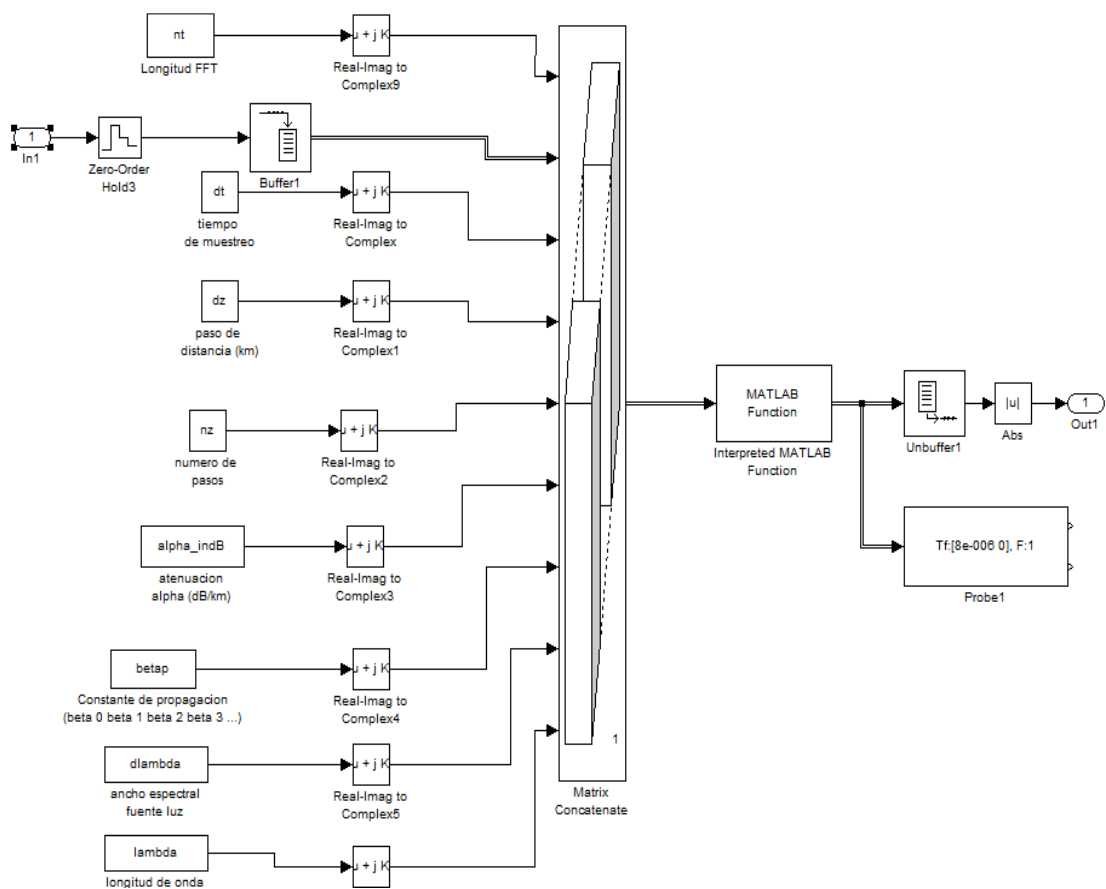 nt
Longitud FFT
u + j K
Real-Imag to
Complex9
1
In1
Zero-Order
Hold3
Buffer1
dt
tiempo
de muestreo
u + j K
Real-Imag to
Complex
dz
paso de
distancia (km)
u + j K
Real-Imag to
Complex1
nz
numero de
pasos
u + j K
Real-Imag to
Complex2
alpha_indB
atenuacion
alpha (dB/km)
u + j K
Real-Imag to
Complex3
betap
Constante de propagacion
(beta 0 beta 1 beta 2 beta 3 ...)
u + j K
Real-Imag to
Complex4
dlambda
ancho espectral
fuente luz
u + j K
Real-Imag to
Complex5
lambda
longitud de onda
u + j K
1
Matrix
Concatenate
MATLAB
Function
Interpreted MATLAB
Function
Unbuffer1
|u|
Abs
1
Out1
Tf:[8e-006 0], F:1
Probe1